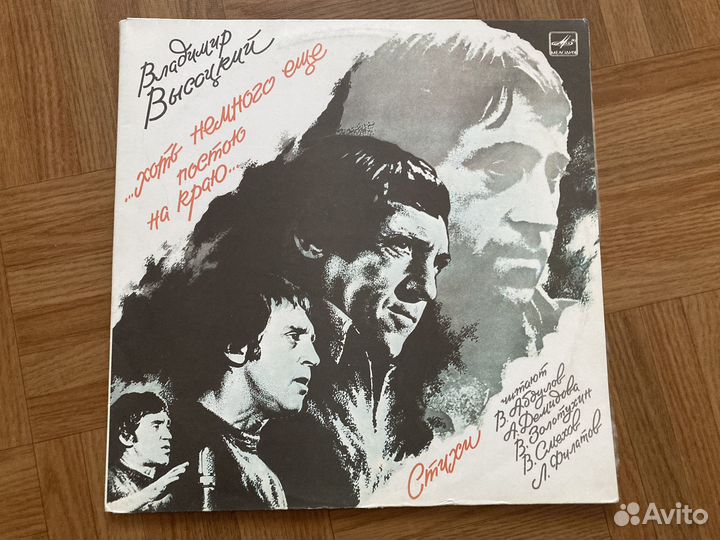 Владимир
Высоцкий
...хоть немного еще
постою
на краю...
МЕЛОДИЯ
Стихи
читают
В. Абдулов
А. Демидова
В. Золотухин
В. Смехов
Л. Филатов
Avito